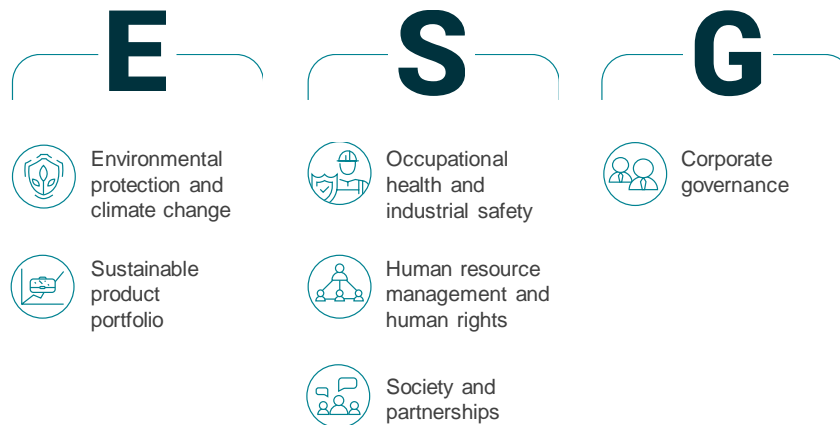 E
Environmental
protection and
climate change
Sustainable
product
portfolio
S
Occupational
health and
industrial safety
Human resource
management and
human rights
Society and
partnerships
G
Corporate
governance